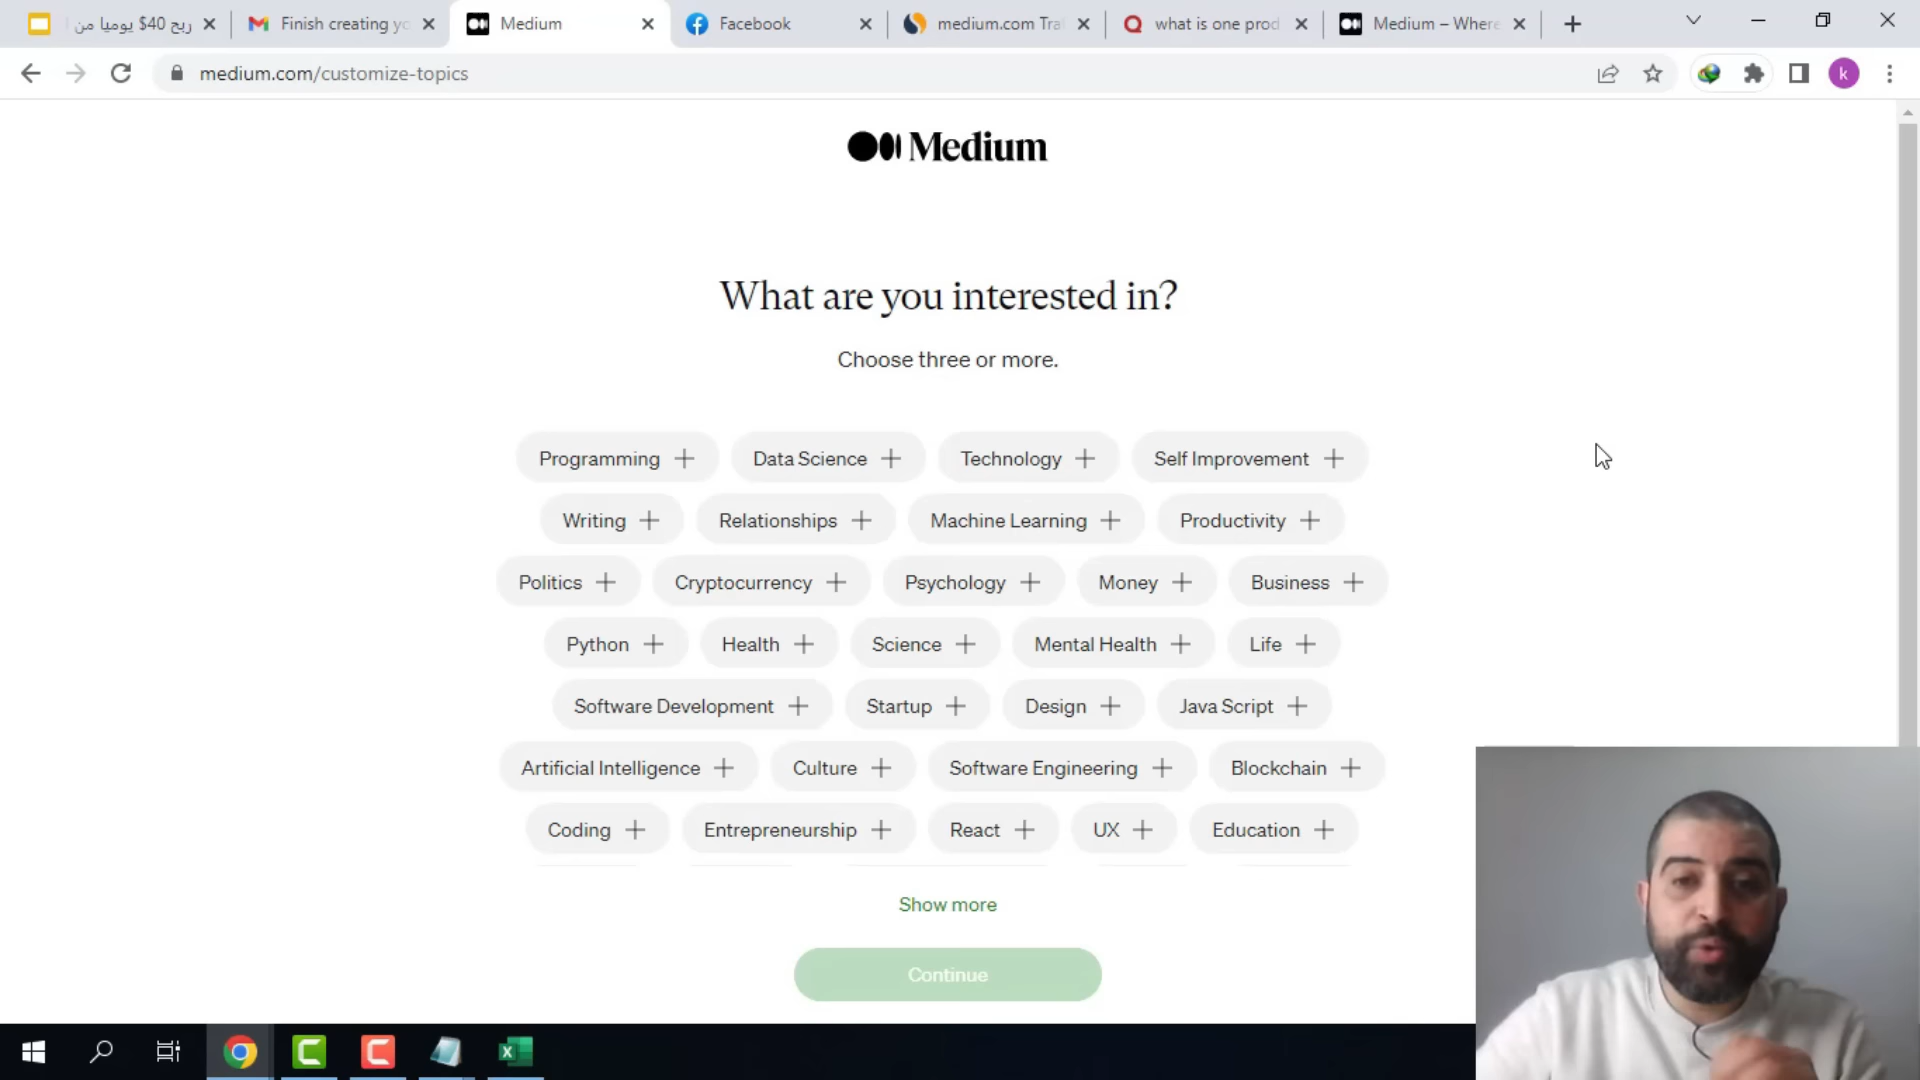 ربح 40$ يوميا من
Finish creating yo
Medium
Facebook
medium.com Tra
what is one prod
Medium – Where
medium.com/customize-topics
k
Medium
What are you interested in?
Choose three or more.
Programming
Data Science
Technology
Self Improvement
Writing
Relationships
Machine Learning
Productivity
Politics
Cryptocurrency
Psychology
Money
Business
Python
Health
Science
Mental Health
Life
Software Development
Startup
Design
Java Script
Artificial Intelligence
Culture
Software Engineering
Blockchain
Coding
Entrepreneurship
React
UX
Education
Show more
Continue